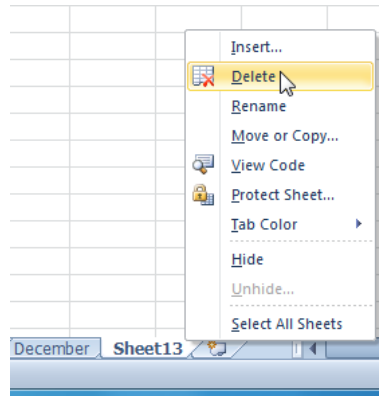 Insert...
Delete
Rename
Move or Copy...
View Code
Protect Sheet...
Tab Color
Hide
Unhide...
Select All Sheets
December Sheet13